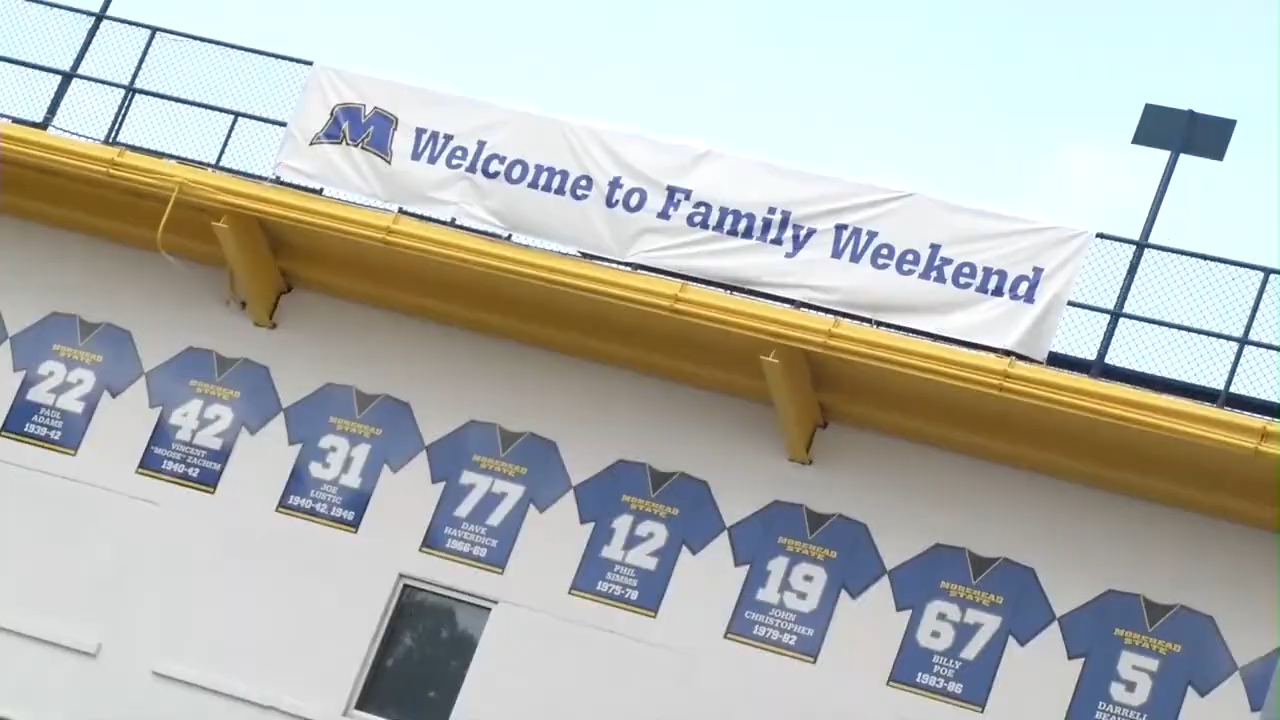 M Welcome to Family Weekend
MOREHEAD
STATE
22
PAUL
ADAMS
1939-42
MOREHEAD
STATE
42
VINCENT
"MOOSE" ZACHEM
1940-42
MOREHEAD
STATE
31
JOE
LUSTIC
1940-42, 1946
MOREHEAD
STATE
77
DAVE
HAVERDICK
1966-69
MOREHEAD
STATE
12
PHIL
SIMMS
1975-79
MOREHEAD
STATE
19
JOHN
CHRISTOPHER
1979-82
MOREHEAD
STATE
67
BILLY
POE
1983-86
MOREHEAD
STATE
5
DARRELL